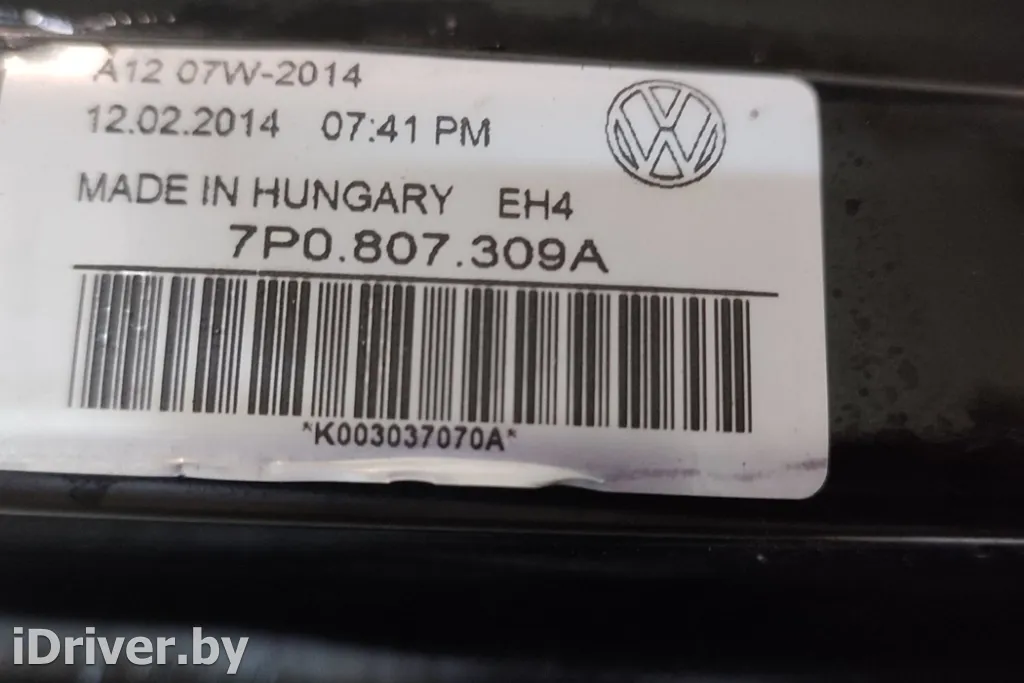 A12 07W-2014
12.02.2014 07:41 PM
MADE IN HUNGARY EH4
7P0.807.309A
*K003037070A*
iDriver.by